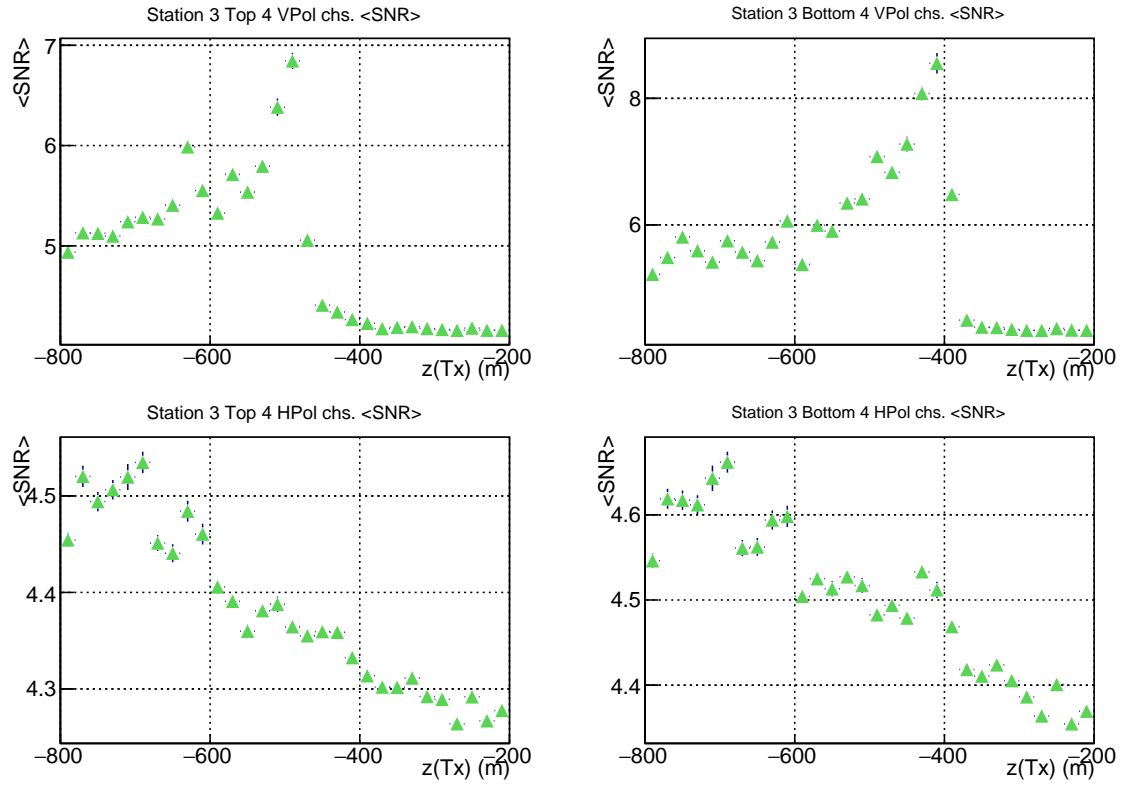 Station 3 Top 4 VPol chs. <SNR>
<SNR>
7
6
5
−800
−600
−400
−200
z(Tx) (m)
Station 3 Bottom 4 VPol chs. <SNR>
<SNR>
8
6
−800
−600
−400
−200
z(Tx) (m)
Station 3 Top 4 HPol chs. <SNR>
<SNR>
4.5
4.4
4.3
−800
−600
−400
−200
z(Tx) (m)
Station 3 Bottom 4 HPol chs. <SNR>
<SNR>
4.6
4.5
4.4
−800
−600
−400
−200
z(Tx) (m)